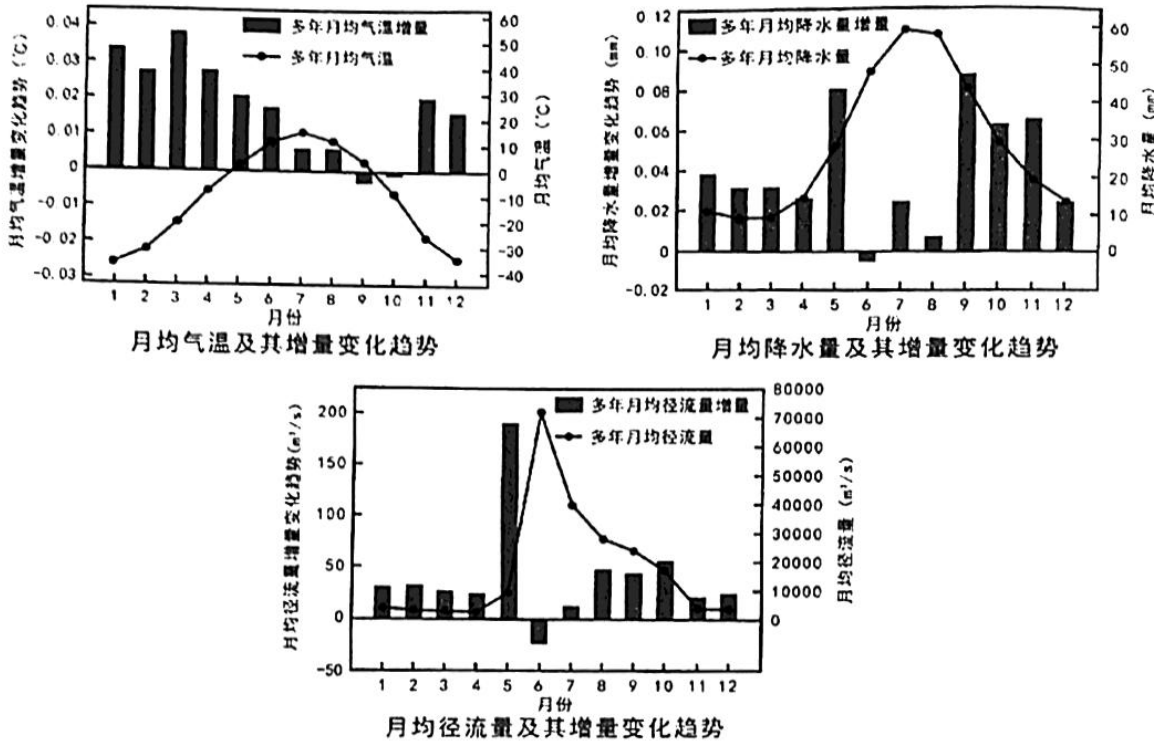 多年月均气温增量
多年月均气温
月均气温增量变化趋势(℃)
0.04
0.03
0.02
0.01
0
-0.01
-0.02
-0.03
60
50
40
30
20
10
0
-10
-20
-30
-40
月均气温(℃)
1 2 3 4 5 6 7 8 9 10 11 12
月份
月均气温及其增量变化趋势
多年月均降水量增量
多年月均降水量
月均降水量增量变化趋势(mm)
0.12
0.10
0.08
0.06
0.04
0.02
0
-0.02
60
50
40
30
20
10
0
月均降水量(mm)
1 2 3 4 5 6 7 8 9 10 11 12
月份
月均降水量及其增量变化趋势
多年月均径流量增量
多年月均径流量
月均径流量增量变化趋势(m³/s)
200
150
100
50
0
-50
80000
70000
60000
50000
40000
30000
20000
10000
0
月均径流量(m³/s)
1 2 3 4 5 6 7 8 9 10 11 12
月份
月均径流量及其增量变化趋势